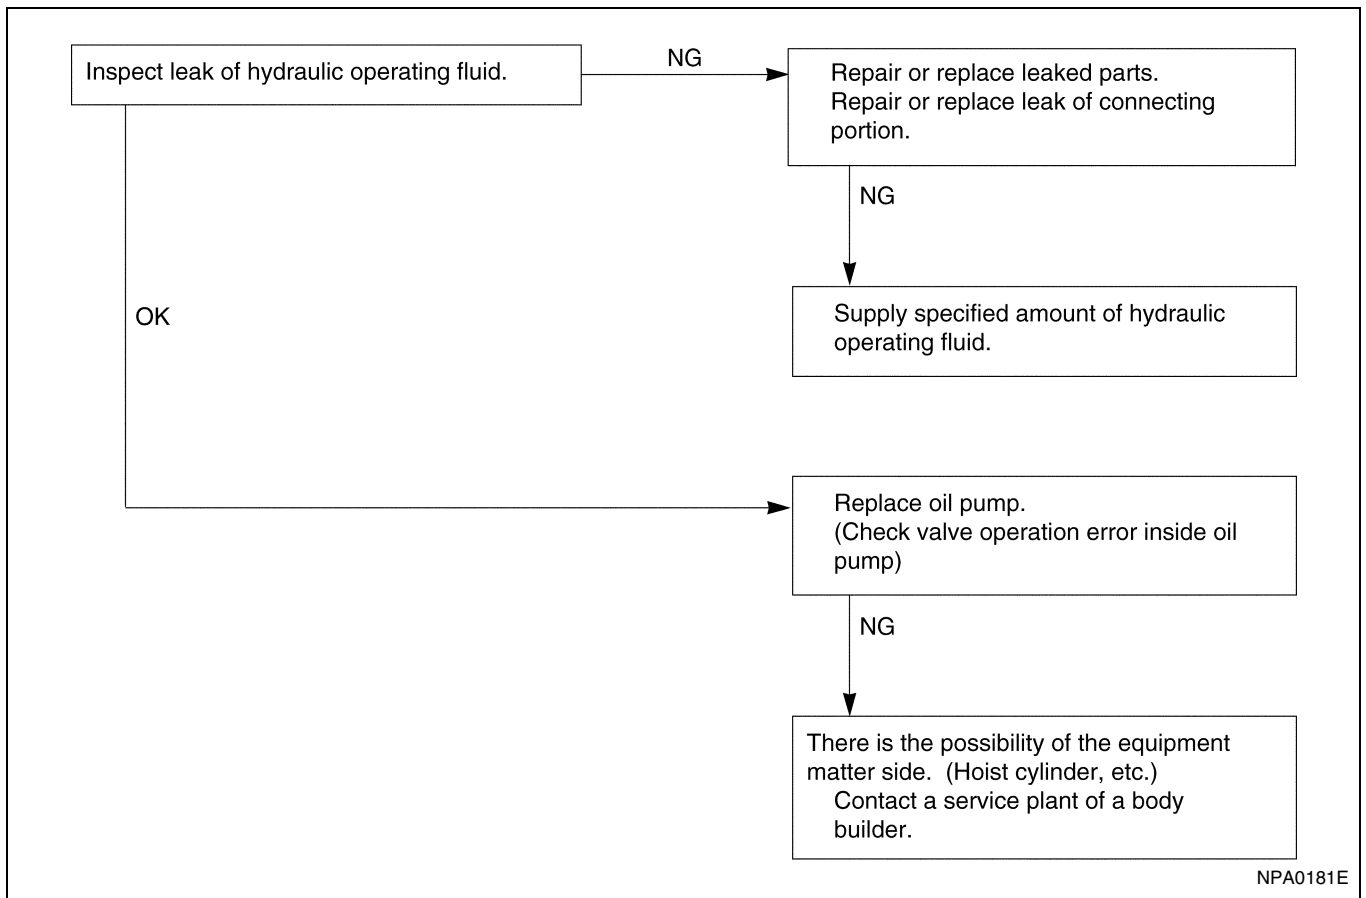 Inspect leak of hydraulic operating fluid.
NG
Repair or replace leaked parts.
Repair or replace leak of connecting
portion.
NG
Supply specified amount of hydraulic
operating fluid.
OK
Replace oil pump.
(Check valve operation error inside oil
pump)
NG
There is the possibility of the equipment
matter side. (Hoist cylinder, etc.)
Contact a service plant of a body
builder.
NPA0181E